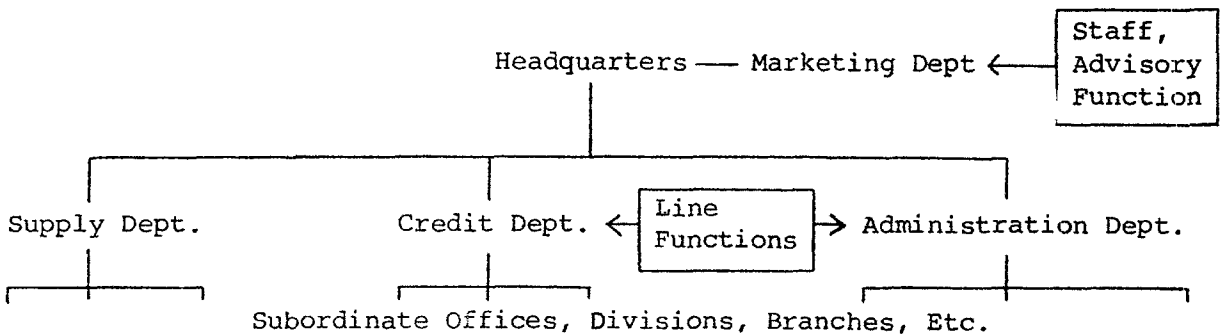 Staff,
Advisory
Function
Headquarters — Marketing Dept
Supply Dept.
Credit Dept.
Line
Functions
Administration Dept.
Subordinate Offices, Divisions, Branches, Etc.